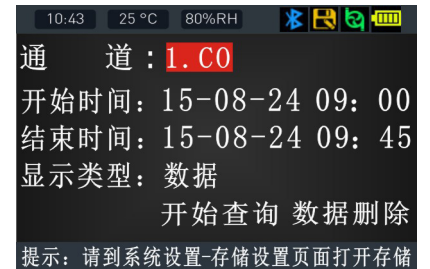 10:43 25 °C 80%RH
通 道：1.CO
开始时间：15-08-24 09：00
结束时间：15-08-24 09：45
显示类型：数据
开始查询 数据删除
提示：请到系统设置-存储设置页面打开存储